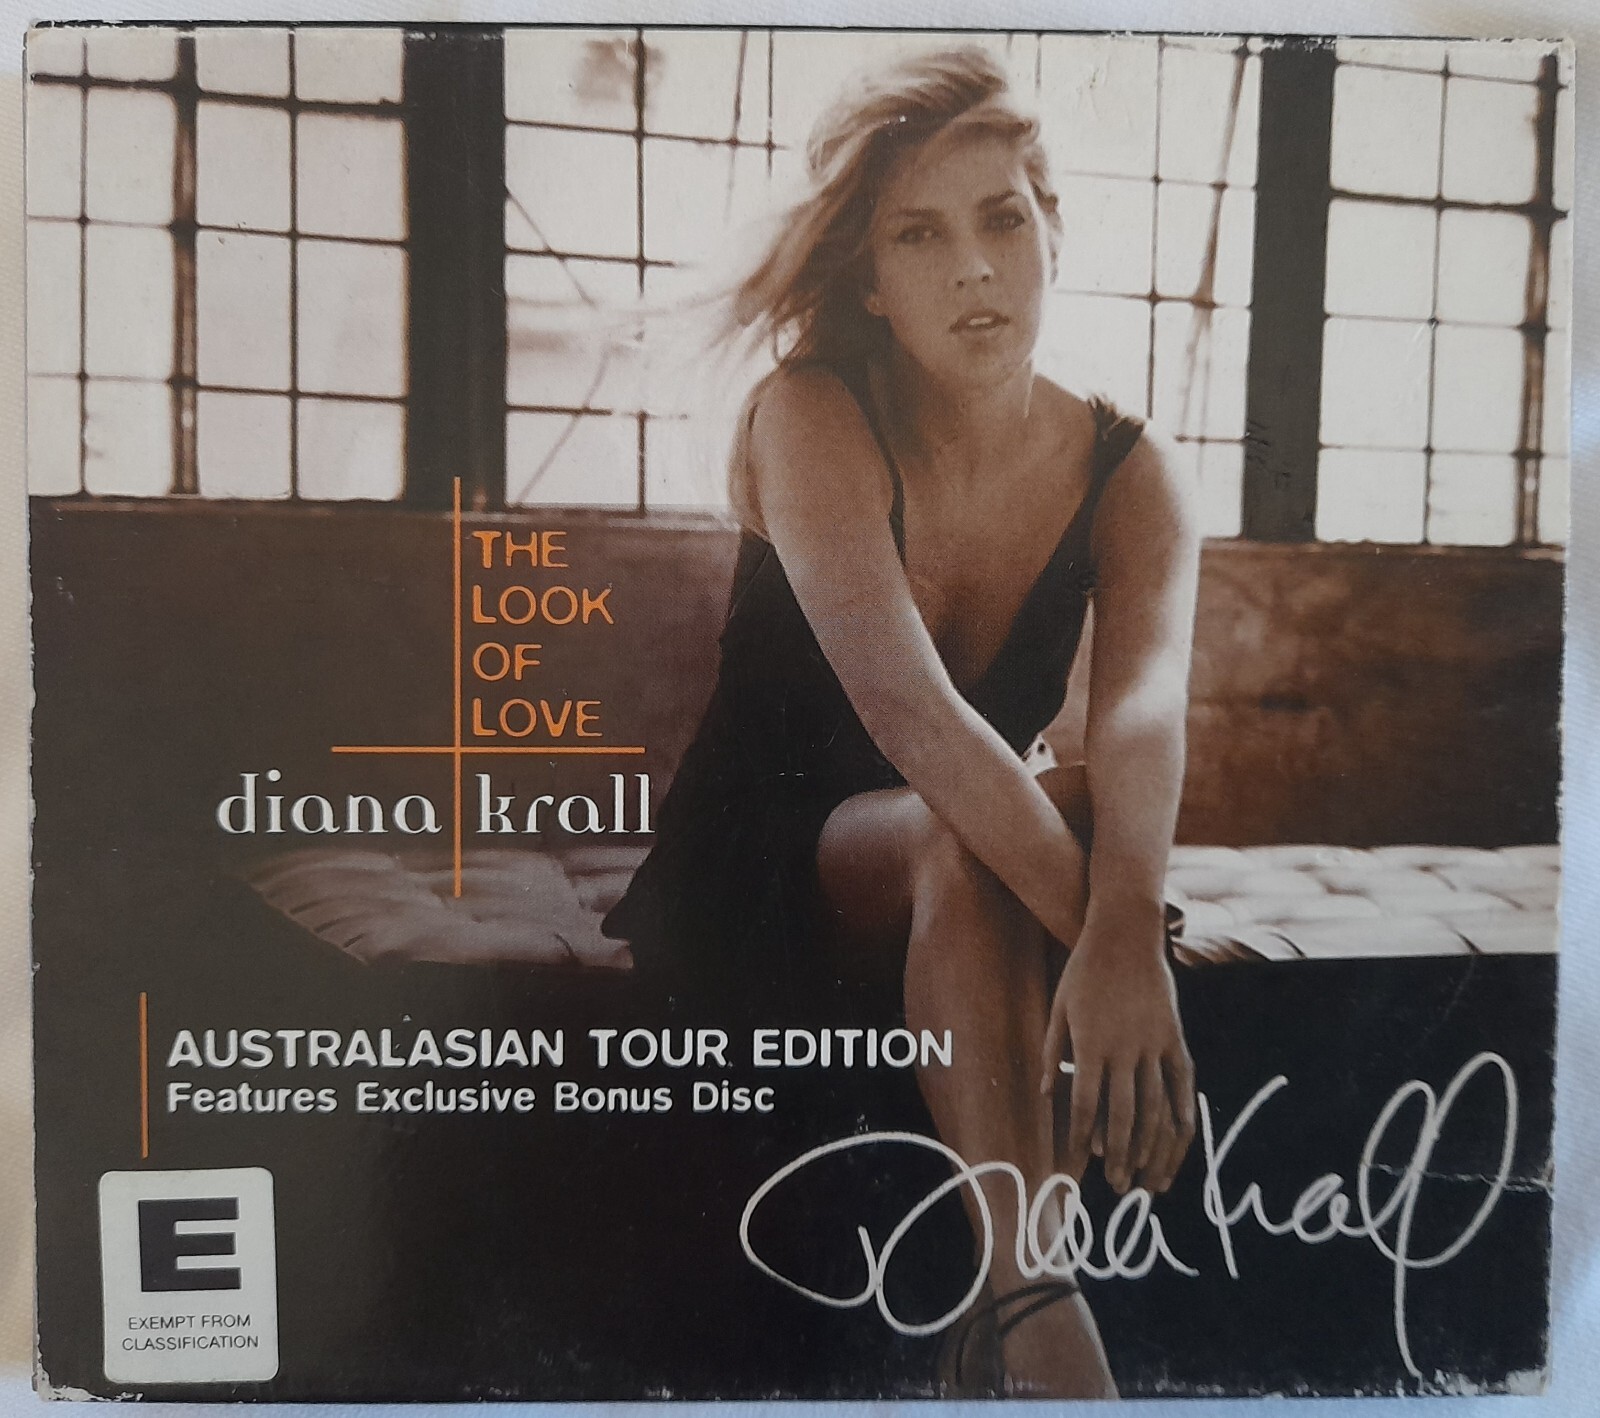 THE
LOOK
OF
LOVE
diana krall
AUSTRALASIAN TOUR EDITION
Features Exclusive Bonus Disc
Diana Krall
E
EXEMPT FROM
CLASSIFICATION